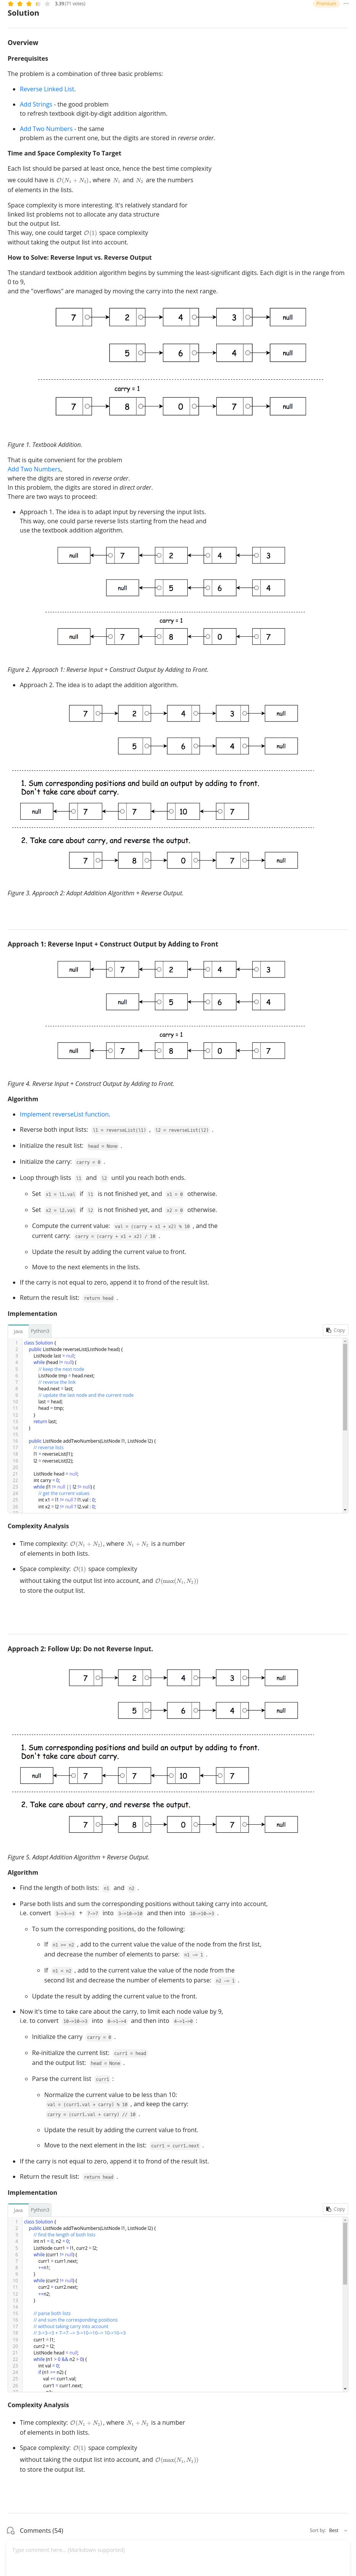 3.39 (71 votes)
Premium
Solution
Overview
Prerequisites
The problem is a combination of three basic problems:
• Reverse Linked List.
• Add Strings - the good problem
to refresh textbook digit-by-digit addition algorithm.
• Add Two Numbers - the same
problem as the current one, but the digits are stored in reverse order.
Time and Space Complexity To Target
Each list should be parsed at least once, hence the best time complexity
we could have is O(N1 + N2), where N1 and N2 are the numbers
of elements in the lists.
Space complexity is more interesting. It's relatively standard for
linked list problems not to allocate any data structure
but the output list.
This way, one could target O(1) space complexity
without taking the output list into account.
How to Solve: Reverse Input vs. Reverse Output
The standard textbook addition algorithm begins by summing the least-significant digits. Each digit is in the range from
0 to 9,
and the "overflows" are managed by moving the carry into the next range.
7 2 4 3 null
5 6 4 null
carry = 1
7 8 0 7 null
Figure 1. Textbook Addition.
That is quite convenient for the problem
Add Two Numbers,
where the digits are stored in reverse order.
In this problem, the digits are stored in direct order.
There are two ways to proceed:
• Approach 1. The idea is to adapt input by reversing the input lists.
This way, one could parse reverse lists starting from the head and
use the textbook addition algorithm.
null 7 2 4 3
null 5 6 4
carry = 1
null 7 8 0 7
Figure 2. Approach 1: Reverse Input + Construct Output by Adding to Front.
• Approach 2. The idea is to adapt the addition algorithm.
7 2 4 3 null
5 6 4 null
1. Sum corresponding positions and build an output by adding to front.
Don't take care about carry.
null 7 7 10 7
2. Take care about carry, and reverse the output.
7 8 0 7 null
Figure 3. Approach 2: Adapt Addition Algorithm + Reverse Output.
Approach 1: Reverse Input + Construct Output by Adding to Front
null 7 2 4 3
null 5 6 4
carry = 1
null 7 8 0 7
Figure 4. Reverse Input + Construct Output by Adding to Front.
Algorithm
• Implement reverseList function.
• Reverse both input lists: l1 = reverseList(l1) , l2 = reverseList(l2) .
• Initialize the result list: head = None .
• Initialize the carry: carry = 0 .
• Loop through lists l1 and l2 until you reach both ends.
Set x1 = l1.val if l1 is not finished yet, and x1 = 0 otherwise.
Set x2 = l2.val if l2 is not finished yet, and x2 = 0 otherwise.
Compute the current value: val = (carry + x1 + x2) % 10 , and the
current carry: carry = (carry + x1 + x2) / 10 .
Update the result by adding the current value to front.
Move to the next elements in the lists.
• If the carry is not equal to zero, append it to frond of the result list.
• Return the result list: return head .
Implementation
Java Python3 Copy
1 class Solution {
2 public ListNode reverseList(ListNode head) {
3 ListNode last = null;
4 while (head != null) {
5 // keep the next node
6 ListNode tmp = head.next;
7 // reverse the link
8 head.next = last;
9 // update the last node and the current node
10 last = head;
11 head = tmp;
12 }
13 return last;
14 }
15
16 public ListNode addTwoNumbers(ListNode l1, ListNode l2) {
17 // reverse lists
18 l1 = reverseList(l1);
19 l2 = reverseList(l2);
20
21 ListNode head = null;
22 int carry = 0;
23 while (l1 != null || l2 != null) {
24 // get the current values
25 int x1 = l1 != null ? l1.val : 0;
26 int x2 = l2 != null ? l2.val : 0;
Complexity Analysis
• Time complexity: O(N1 + N2), where N1 + N2 is a number
of elements in both lists.
• Space complexity: O(1) space complexity
without taking the output list into account, and O(max(N1, N2))
to store the output list.
Approach 2: Follow Up: Do not Reverse Input.
7 2 4 3 null
5 6 4 null
1. Sum corresponding positions and build an output by adding to front.
Don't take care about carry.
null 7 7 10 7
2. Take care about carry, and reverse the output.
7 8 0 7 null
Figure 5. Adapt Addition Algorithm + Reverse Output.
Algorithm
• Find the length of both lists: n1 and n2 .
• Parse both lists and sum the corresponding positions without taking carry into account,
i.e. convert 3->3->3 + 7->7 into 3->10->10 and then into 10->10->3 .
To sum the corresponding positions, do the following:
If n1 >= n2 , add to the current value the value of the node from the first list,
and decrease the number of elements to parse: n1 -= 1 .
If n1 < n2 , add to the current value the value of the node from the
second list and decrease the number of elements to parse: n2 -= 1 .
Update the result by adding the current value to the front.
• Now it's time to take care about the carry, to limit each node value by 9,
i.e. to convert 10->10->3 into 0->1->4 and then into 4->1->0 :
Initialize the carry carry = 0 .
Re-initialize the current list: curr1 = head
and the output list: head = None .
Parse the current list curr1 :
Normalize the current value to be less than 10:
val = (curr1.val + carry) % 10 , and keep the carry:
carry = (curr1.val + carry) // 10 .
Update the result by adding the current value to front.
Move to the next element in the list: curr1 = curr1.next .
• If the carry is not equal to zero, append it to frond of the result list.
• Return the result list: return head .
Implementation
Java Python3 Copy
1 class Solution {
2 public ListNode addTwoNumbers(ListNode l1, ListNode l2) {
3 // find the length of both lists
4 int n1 = 0, n2 = 0;
5 ListNode curr1 = l1, curr2 = l2;
6 while (curr1 != null) {
7 curr1 = curr1.next;
8 ++n1;
9 }
10 while (curr2 != null) {
11 curr2 = curr2.next;
12 ++n2;
13 }
14
15 // parse both lists
16 // and sum the corresponding positions
17 // without taking carry into account
18 // 3->3->3 + 7->7 --> 3->10->10--> 10->10->3
19 curr1 = l1;
20 curr2 = l2;
21 ListNode head = null;
22 while (n1 > 0 && n2 > 0) {
23 int val = 0;
24 if (n1 >= n2) {
25 val += curr1.val;
26 curr1 = curr1.next;
Complexity Analysis
• Time complexity: O(N1 + N2), where N1 + N2 is a number
of elements in both lists.
• Space complexity: O(1) space complexity
without taking the output list into account, and O(max(N1, N2))
to store the output list.
Comments (54)
Sort by: Best
Type comment here... (Markdown supported)